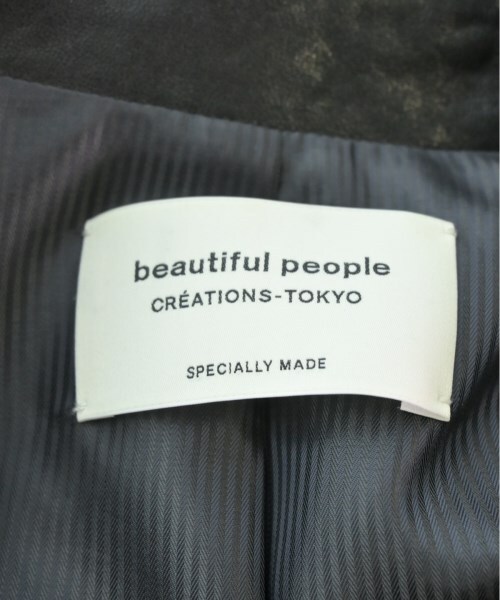 beautiful people
CRÉATIONS-TOKYO
SPECIALLY MADE